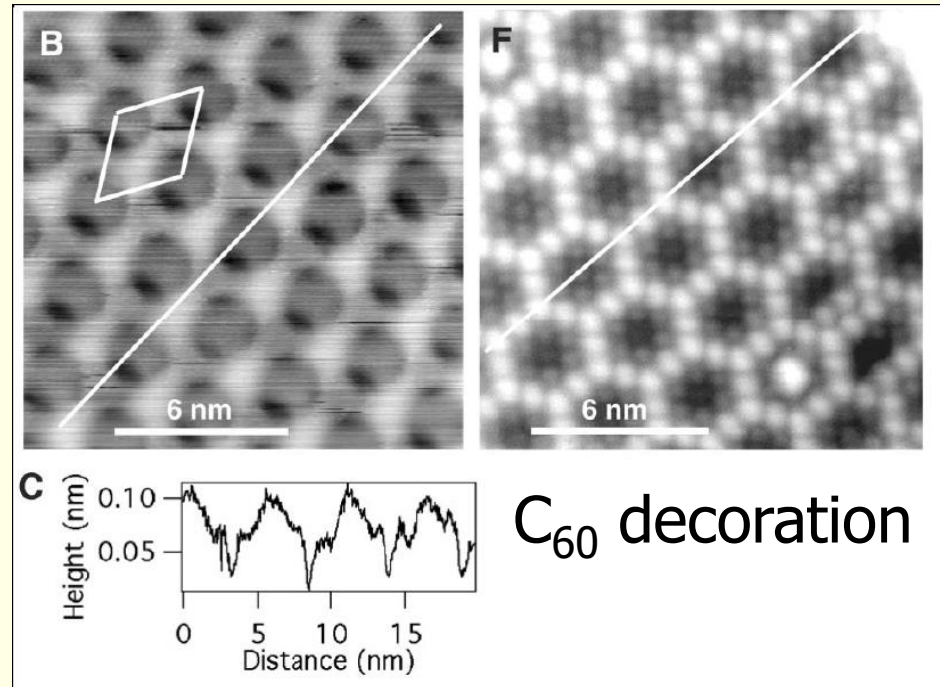 B
F
6 nm
6 nm
C
Height (nm)
0.10
0.05
0 5 10 15
Distance (nm)
C₆₀ decoration